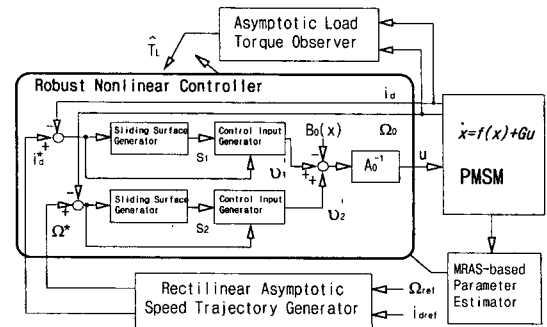 Asymptotic Load
Torque Observer
T̂L
Robust Nonlinear Controller
id
Sliding Surface
Generator
S1
Control Input
Generator
υ1'
B0(x)
Ω0
ẋ=f(x)+Gu
PMSM
A0⁻¹
u
i*d
Sliding Surface
Generator
S2
Control Input
Generator
υ2'
Ω*
- + - + - + +
MRAS-based
Parameter
Estimator
Rectilinear Asymptotic
Speed Trajectory Generator
Ωref
idref